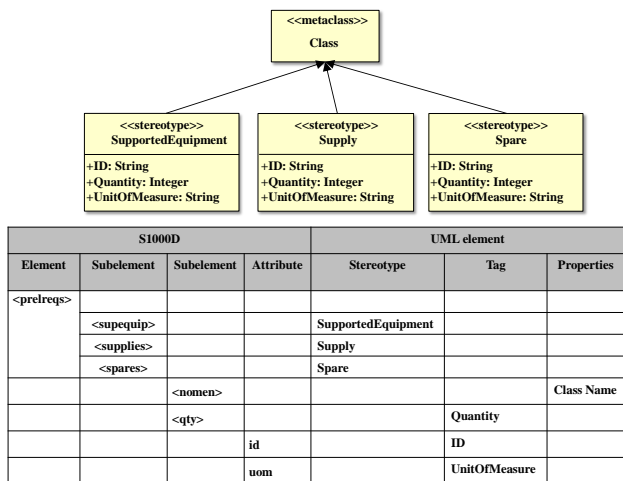 <<metaclass>>
Class
<<stereotype>>
SupportedEquipment
+ID: String
+Quantity: Integer
+UnitOfMeasure: String
<<stereotype>>
Supply
+ID: String
+Quantity: Integer
+UnitOfMeasure: String
<<stereotype>>
Spare
+ID: String
+Quantity: Integer
+UnitOfMeasure: String
S1000D UML element
Element Subelement Subelement Attribute Stereotype Tag Properties
<prelreqs>
<supequip> SupportedEquipment
<supplies> Supply
<spares> Spare
<nomen> Class Name
<qty> Quantity
id ID
uom UnitOfMeasure